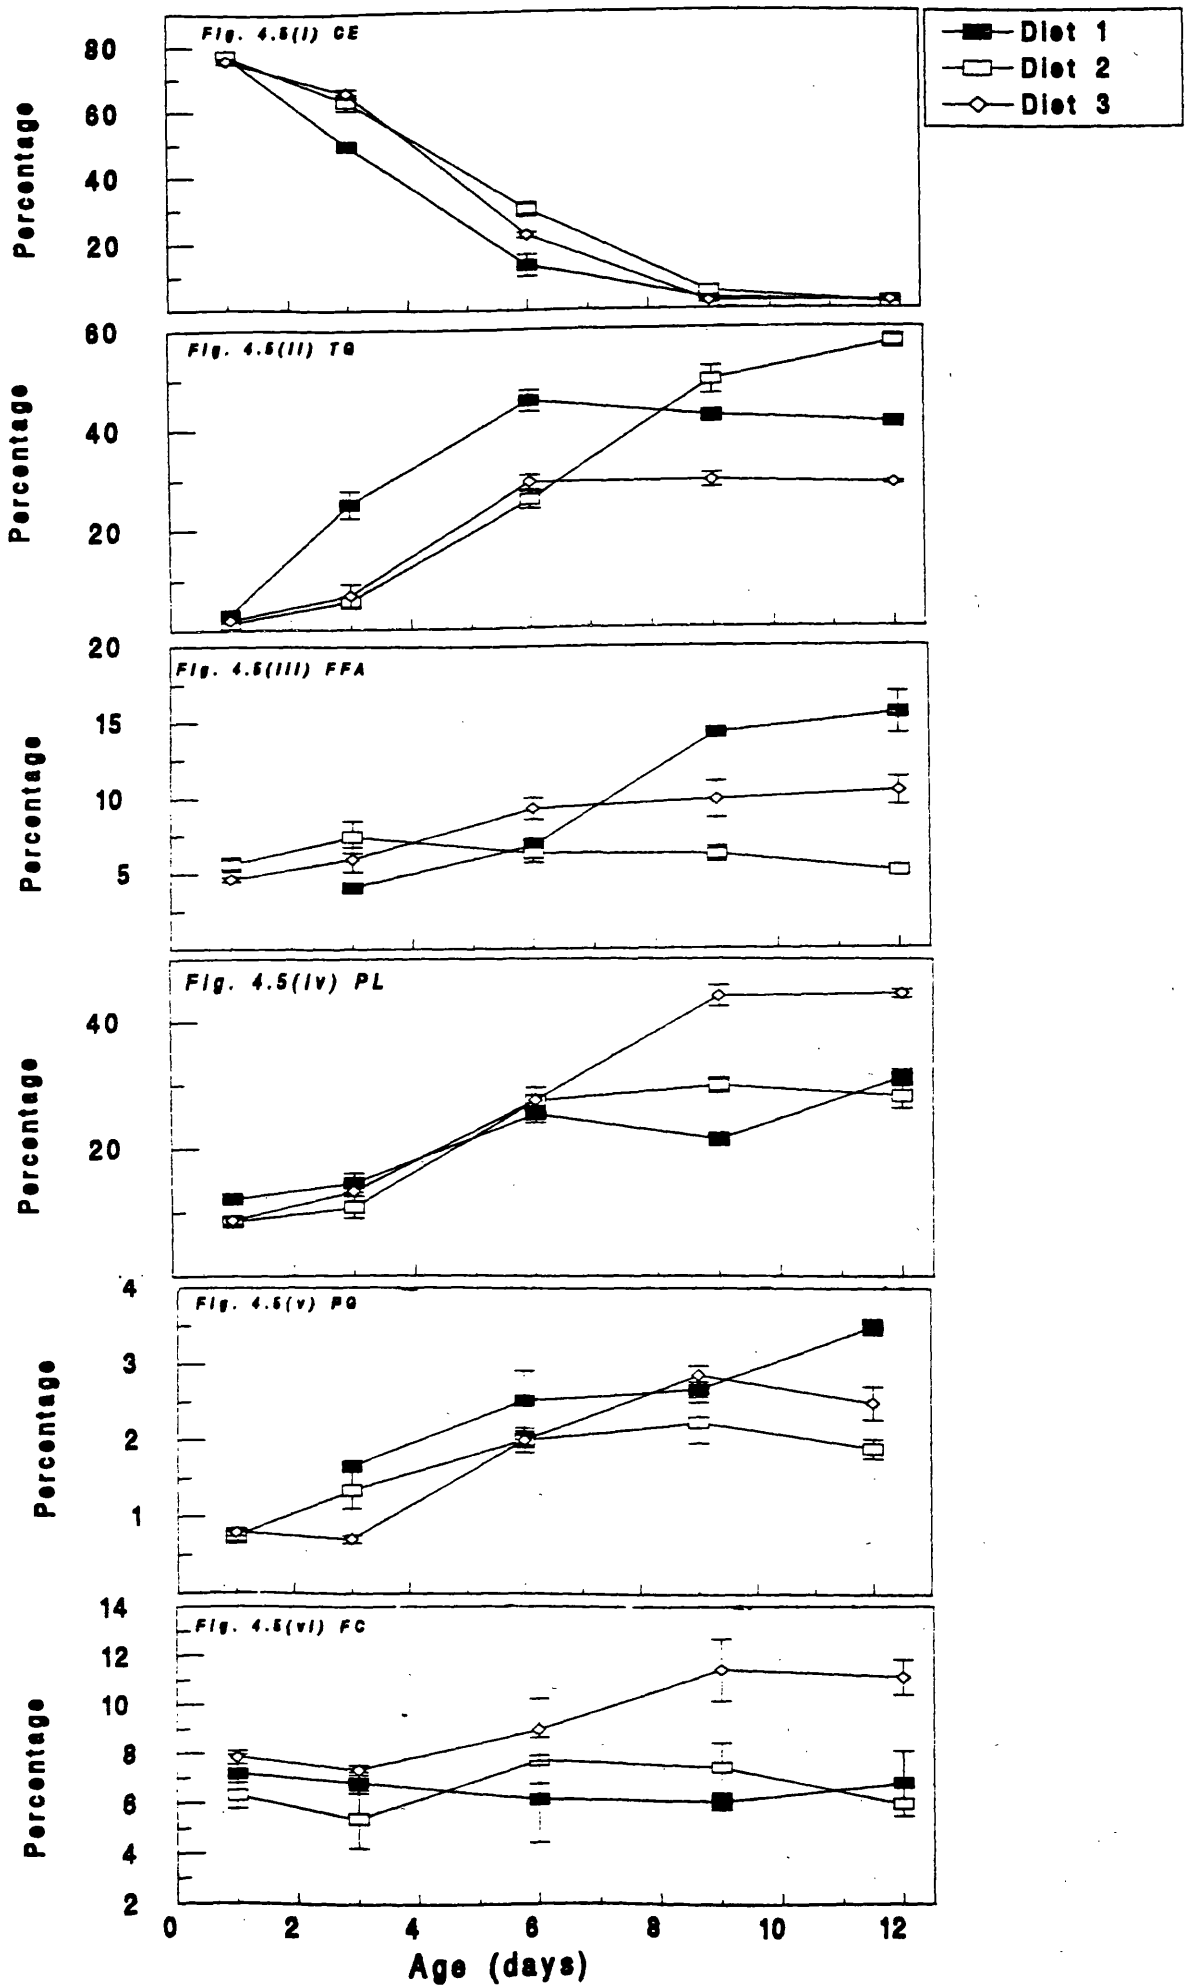 Fig. 4.5(i) CE
Diet 1
Diet 2
Diet 3
80
60
40
20
Percentage
Fig. 4.5(ii) TG
60
40
20
Percentage
Fig. 4.5(iii) FFA
20
15
10
5
Percentage
Fig. 4.5(iv) PL
40
20
Percentage
Fig. 4.5(v) PG
4
3
2
1
Percentage
Fig. 4.5(vi) FC
14
12
10
8
6
4
2
Percentage
0 2 4 6 8 10 12
Age (days)